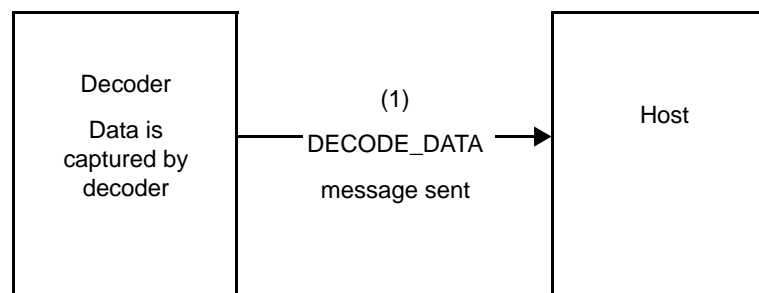 Decoder
Data is
captured by
decoder
(1)
DECODE_DATA
message sent
Host